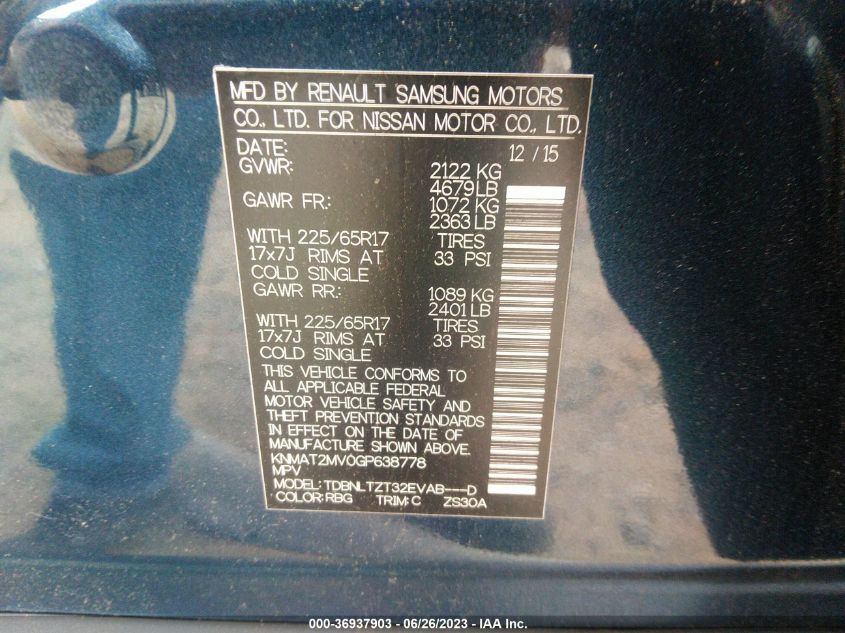 MFD BY RENAULT SAMSUNG MOTORS
CO., LTD. FOR NISSAN MOTOR CO., LTD.
DATE: 12 / 15
GVWR: 2122 KG
4679 LB
GAWR FR.: 1072 KG
2363 LB
WITH 225/65R17 TIRES
17x7J RIMS AT 33 PSI
COLD SINGLE
GAWR RR.: 1089 KG
2401 LB
WITH 225/65R17 TIRES
17x7J RIMS AT 33 PSI
COLD SINGLE
THIS VEHICLE CONFORMS TO
ALL APPLICABLE FEDERAL
MOTOR VEHICLE SAFETY AND
THEFT PREVENTION STANDARDS
IN EFFECT ON THE DATE OF
MANUFACTURE SHOWN ABOVE.
KNMAT2MV0GP638778
MPV
MODEL: TDBNLTZT32EVAB---D
COLOR: RBG TRIM: C ZS30A
000-36937903 - 06/26/2023 - IAA Inc.